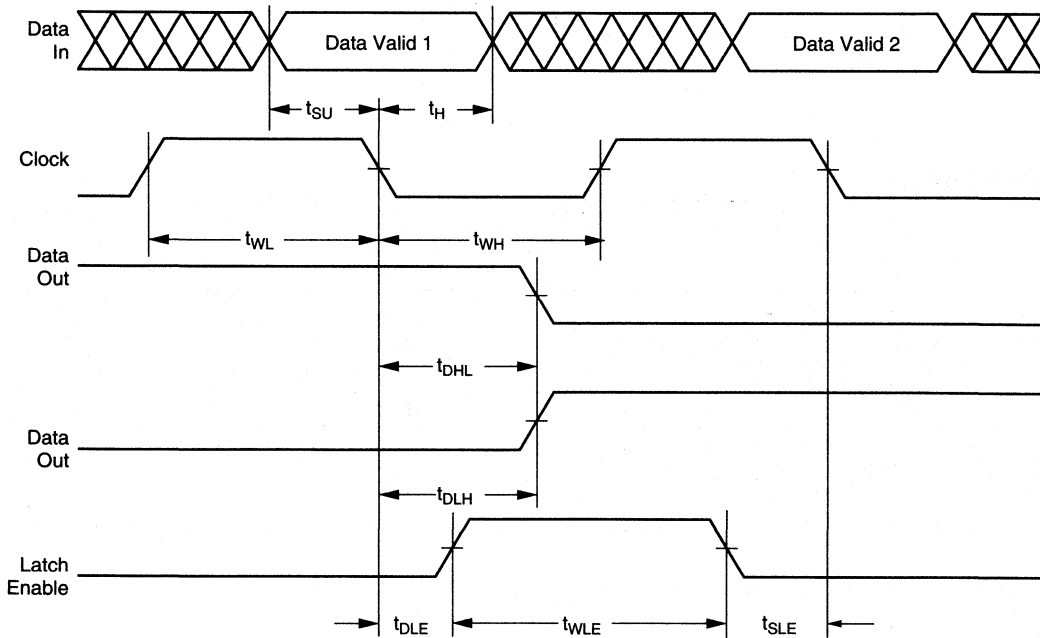 Data
In
Data Valid 1
Data Valid 2
tSU
tH
Clock
tWL
tWH
Data
Out
tDHL
Data
Out
tDLH
Latch
Enable
tDLE
tWLE
tSLE